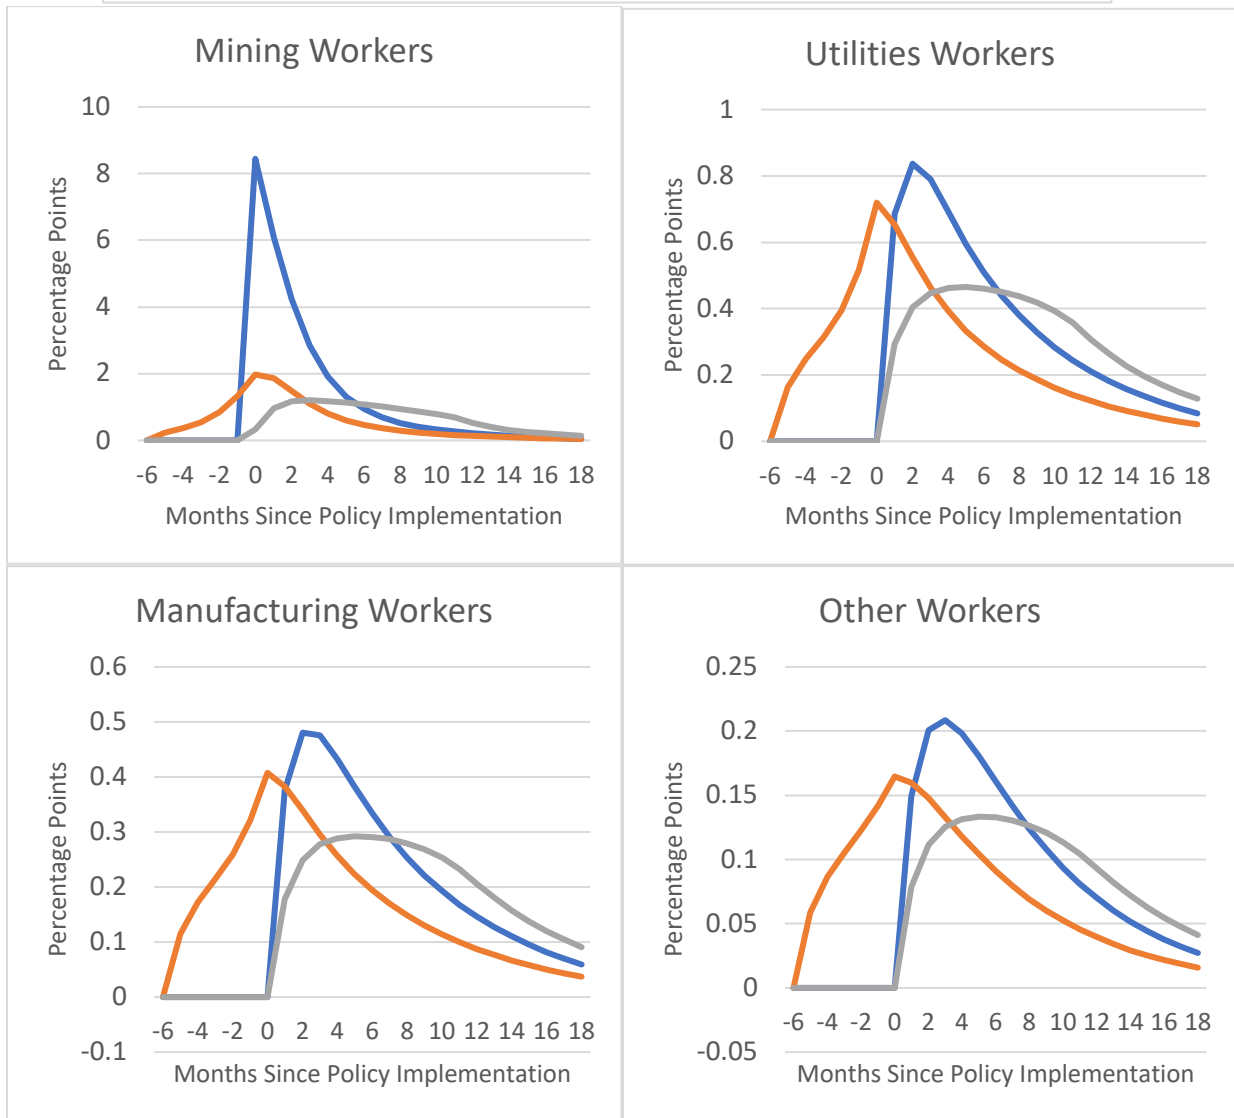 Mining Workers
Percentage Points
10
8
6
4
2
0
-6 -4 -2 0 2 4 6 8 10 12 14 16 18
Months Since Policy Implementation
Utilities Workers
Percentage Points
1
0.8
0.6
0.4
0.2
0
-6 -4 -2 0 2 4 6 8 10 12 14 16 18
Months Since Policy Implementation
Manufacturing Workers
Percentage Points
0.6
0.5
0.4
0.3
0.2
0.1
0
-0.1
-6 -4 -2 0 2 4 6 8 10 12 14 16 18
Months Since Policy Implementation
Other Workers
Percentage Points
0.25
0.2
0.15
0.1
0.05
0
-0.05
-6 -4 -2 0 2 4 6 8 10 12 14 16 18
Months Since Policy Implementation